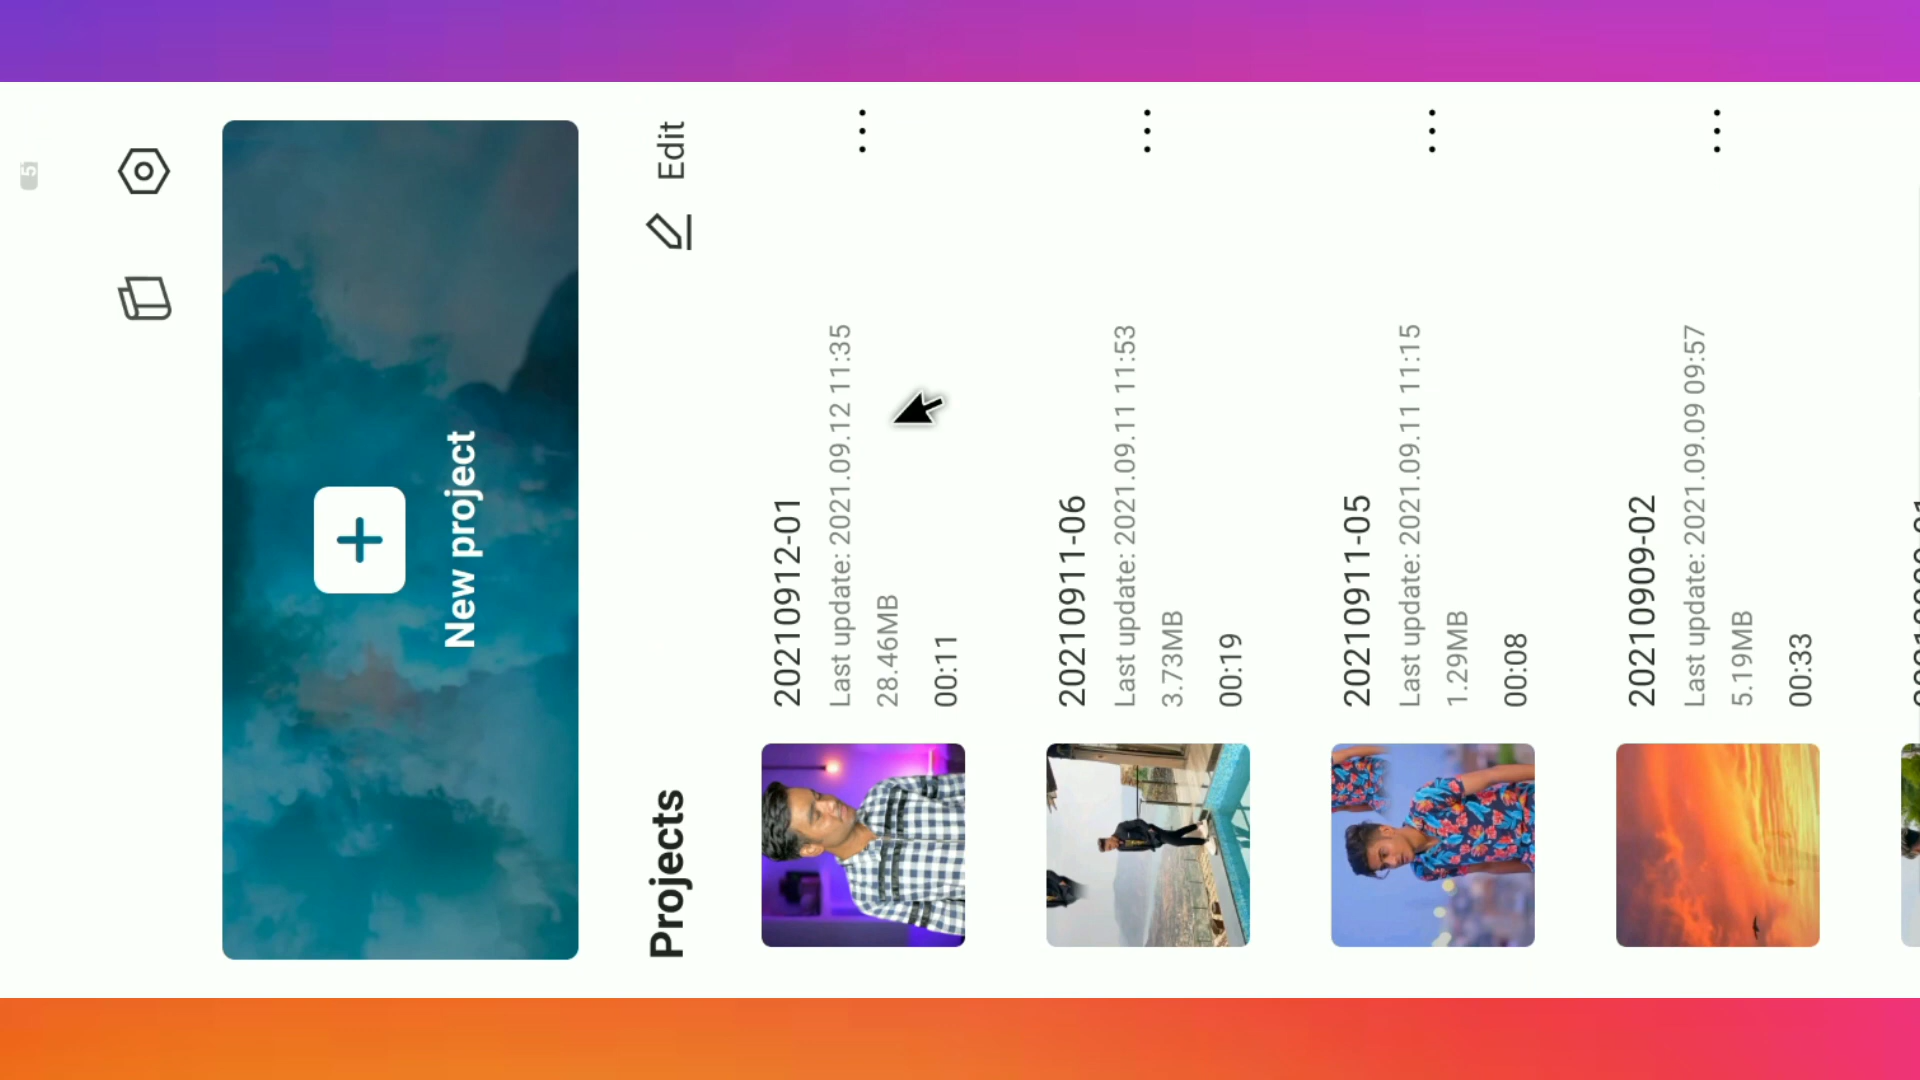 5
New project
Projects
Edit
20210912-01
Last update: 2021.09.12 11:35
28.46MB
00:11
20210911-06
Last update: 2021.09.11 11:53
3.73MB
00:19
20210911-05
Last update: 2021.09.11 11:15
1.29MB
00:08
20210909-02
Last update: 2021.09.09 09:57
5.19MB
00:33